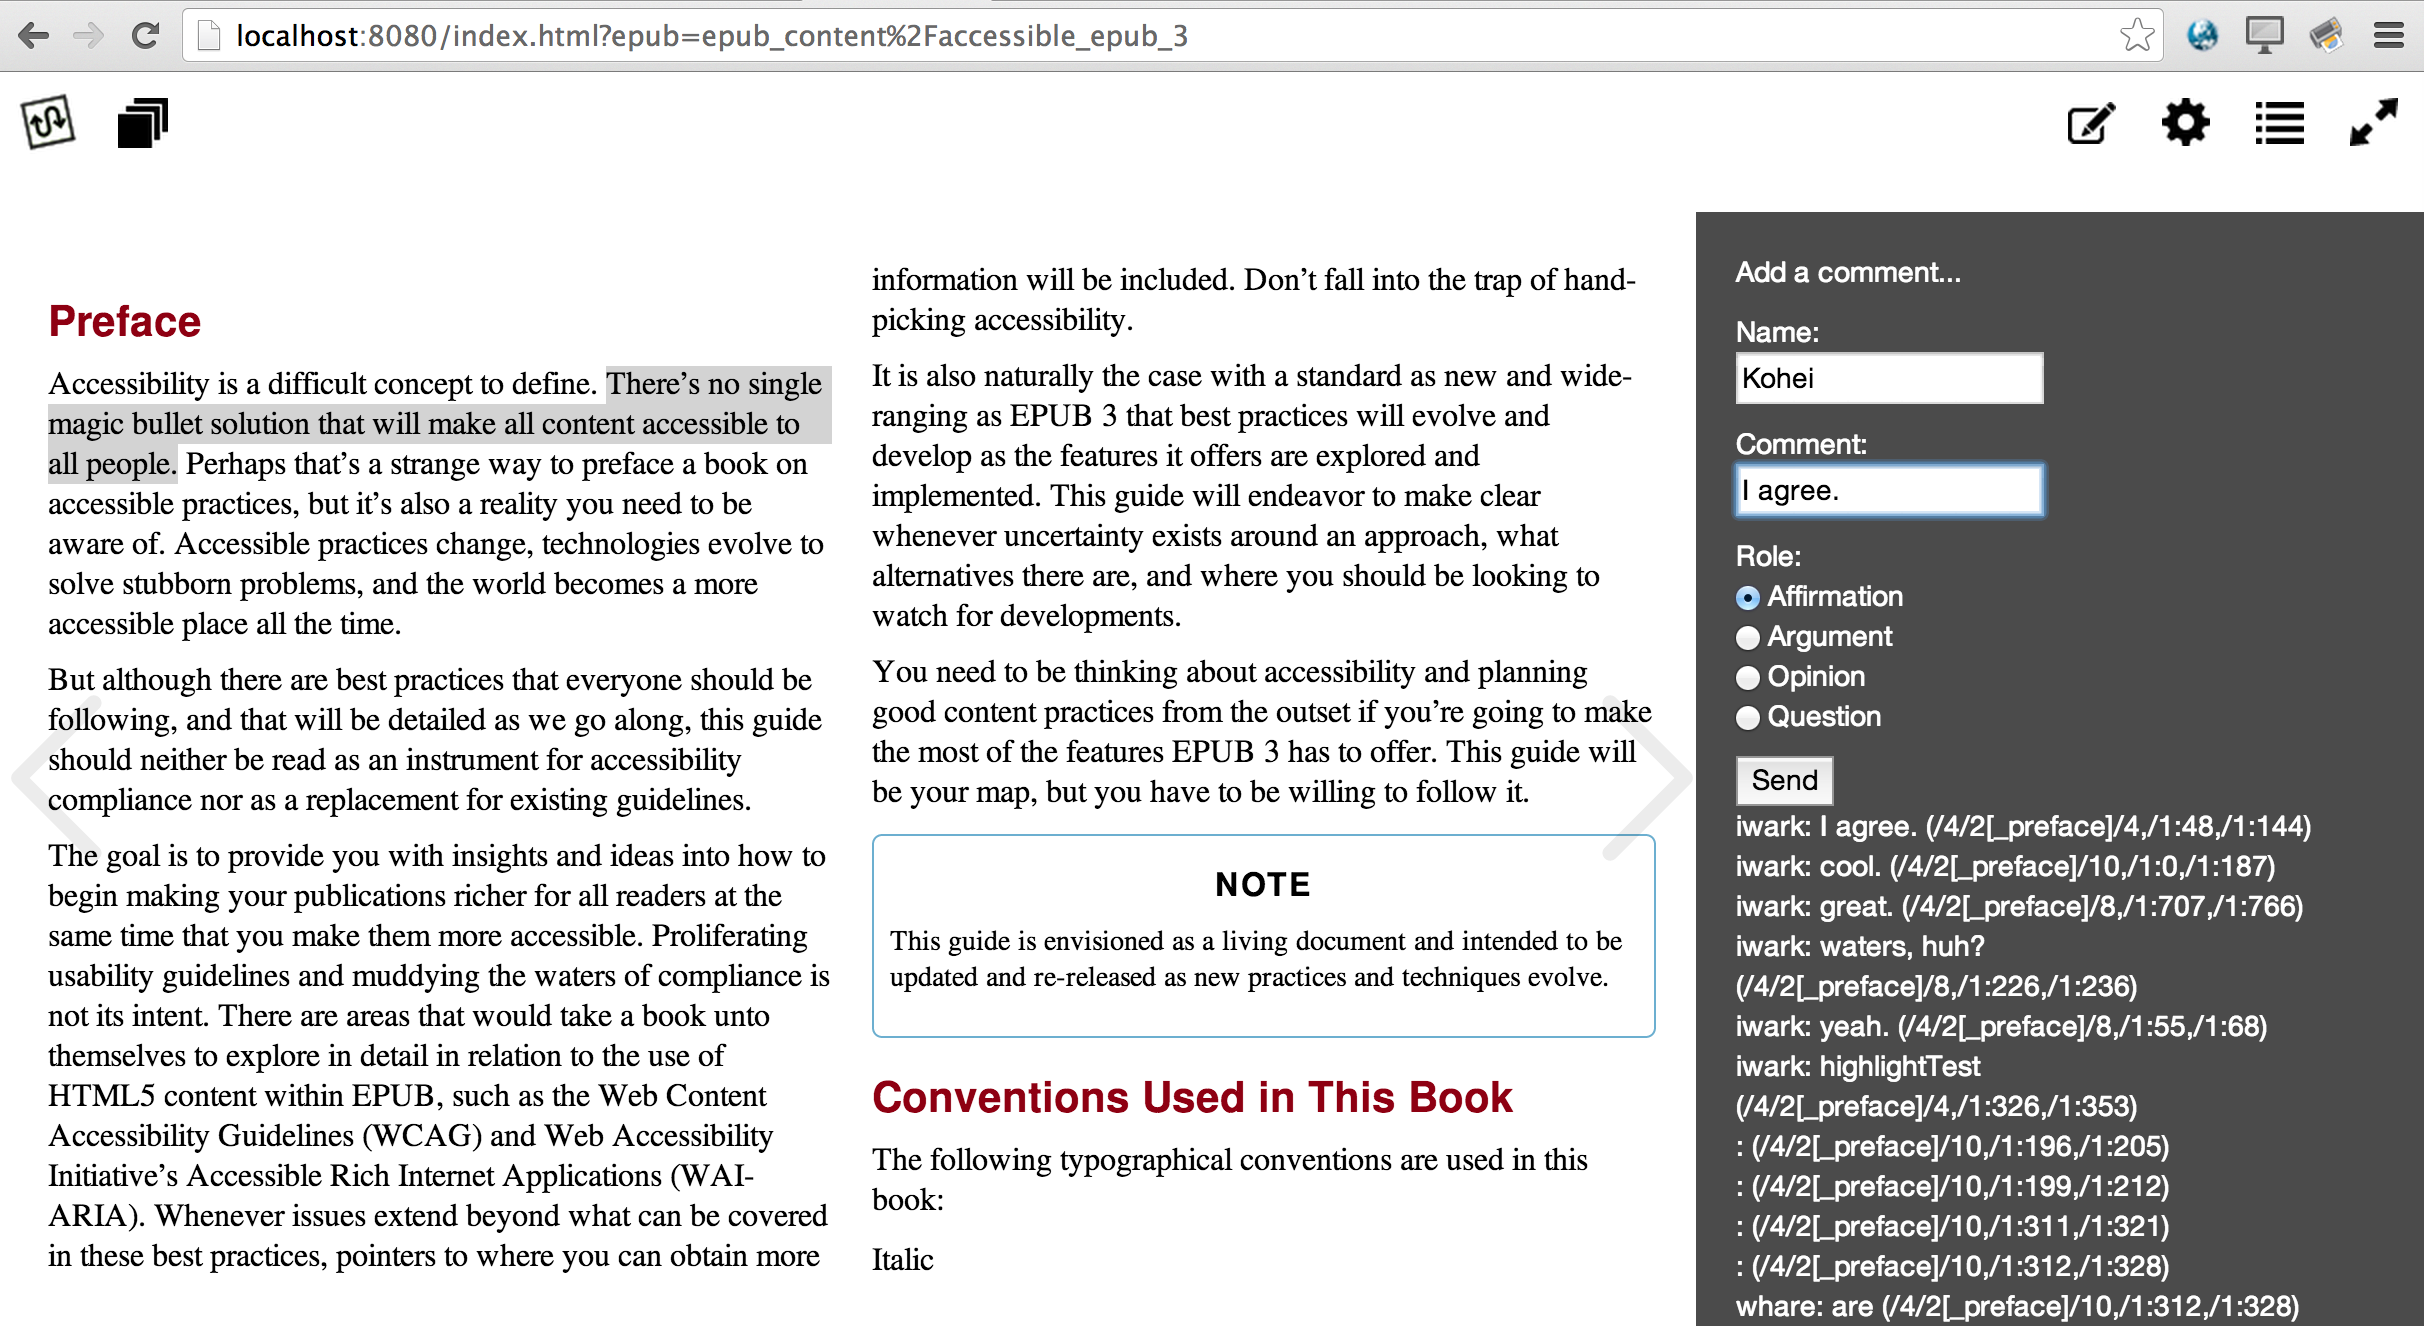 localhost:8080/index.html?epub=epub_content%2Faccessible_epub_3
Preface
Accessibility is a difficult concept to define. There’s no single
magic bullet solution that will make all content accessible to
all people. Perhaps that’s a strange way to preface a book on
accessible practices, but it’s also a reality you need to be
aware of. Accessible practices change, technologies evolve to
solve stubborn problems, and the world becomes a more
accessible place all the time.
But although there are best practices that everyone should be
following, and that will be detailed as we go along, this guide
should neither be read as an instrument for accessibility
compliance nor as a replacement for existing guidelines.
The goal is to provide you with insights and ideas into how to
begin making your publications richer for all readers at the
same time that you make them more accessible. Proliferating
usability guidelines and muddying the waters of compliance is
not its intent. There are areas that would take a book unto
themselves to explore in detail in relation to the use of
HTML5 content within EPUB, such as the Web Content
Accessibility Guidelines (WCAG) and Web Accessibility
Initiative’s Accessible Rich Internet Applications (WAI-
ARIA). Whenever issues extend beyond what can be covered
in these best practices, pointers to where you can obtain more
information will be included. Don’t fall into the trap of hand-
picking accessibility.
It is also naturally the case with a standard as new and wide-
ranging as EPUB 3 that best practices will evolve and
develop as the features it offers are explored and
implemented. This guide will endeavor to make clear
whenever uncertainty exists around an approach, what
alternatives there are, and where you should be looking to
watch for developments.
You need to be thinking about accessibility and planning
good content practices from the outset if you’re going to make
the most of the features EPUB 3 has to offer. This guide will
be your map, but you have to be willing to follow it.
NOTE
This guide is envisioned as a living document and intended to be
updated and re-released as new practices and techniques evolve.
Conventions Used in This Book
The following typographical conventions are used in this
book:
Italic
Add a comment...
Name:
Kohei
Comment:
I agree.
Role:
Affirmation
Argument
Opinion
Question
Send
iwark: I agree. (/4/2[_preface]/4,/1:48,/1:144)
iwark: cool. (/4/2[_preface]/10,/1:0,/1:187)
iwark: great. (/4/2[_preface]/8,/1:707,/1:766)
iwark: waters, huh?
(/4/2[_preface]/8,/1:226,/1:236)
iwark: yeah. (/4/2[_preface]/8,/1:55,/1:68)
iwark: highlightTest
(/4/2[_preface]/4,/1:326,/1:353)
: (/4/2[_preface]/10,/1:196,/1:205)
: (/4/2[_preface]/10,/1:199,/1:212)
: (/4/2[_preface]/10,/1:311,/1:321)
: (/4/2[_preface]/10,/1:312,/1:328)
whare: are (/4/2[_preface]/10,/1:312,/1:328)